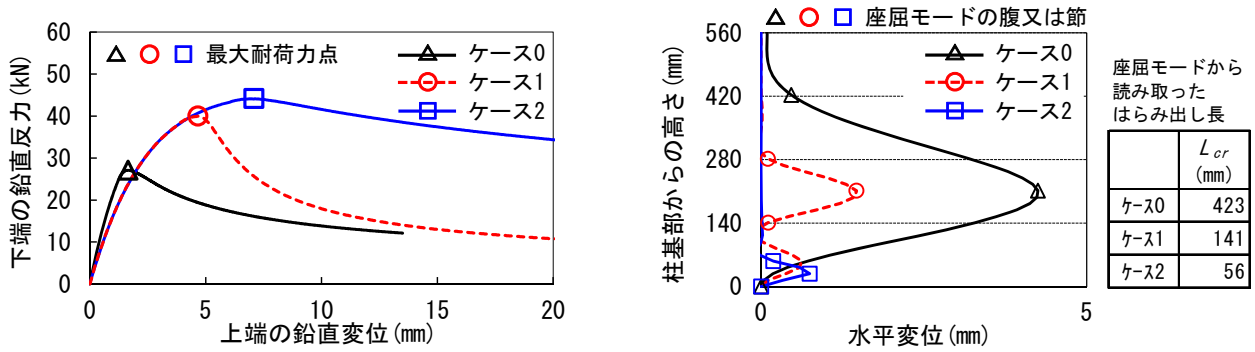 60
50
40
30
20
10
0
下端の鉛直反力(kN)
最大耐荷力点
ケース0
ケース1
ケース2
0 5 10 15 20
上端の鉛直変位(mm)
座屈モードの腹又は節
560
420
280
140
0
柱基部からの高さ(mm)
ケース0
ケース1
ケース2
0 5
水平変位(mm)
座屈モードから
読み取った
はらみ出し長
Lcr
(mm)
ｹｰｽ0 423
ｹｰｽ1 141
ｹｰｽ2 56